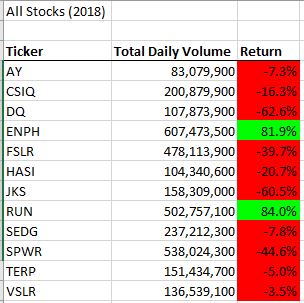 All Stocks (2018)
Ticker Total Daily Volume Return
AY 83,079,900 -7.3%
CSIQ 200,879,900 -16.3%
DQ 107,873,900 -62.6%
ENPH 607,473,500 81.9%
FSLR 478,113,900 -39.7%
HASI 104,340,600 -20.7%
JKS 158,309,000 -60.5%
RUN 502,757,100 84.0%
SEDG 237,212,300 -7.8%
SPWR 538,024,300 -44.6%
TERP 151,434,700 -5.0%
VSLR 136,539,100 -3.5%